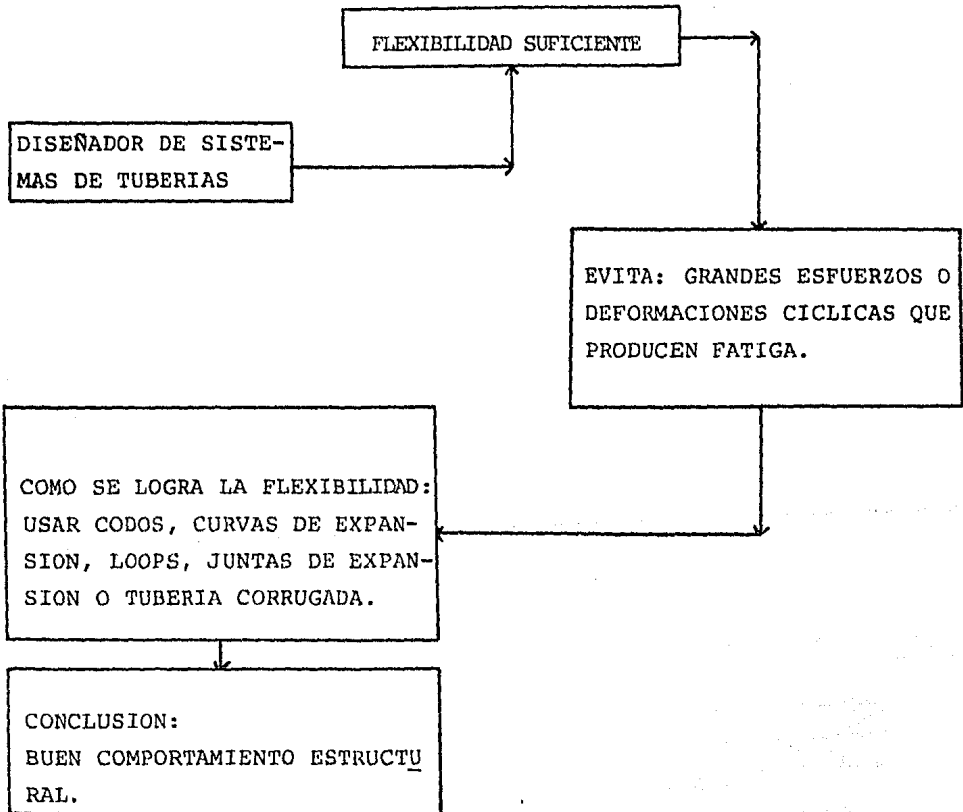 FLEXIBILIDAD SUFICIENTE
DISEÑADOR DE SISTE-
MAS DE TUBERIAS
EVITA: GRANDES ESFUERZOS O
DEFORMACIONES CICLICAS QUE
PRODUCEN FATIGA.
COMO SE LOGRA LA FLEXIBILIDAD:
USAR CODOS, CURVAS DE EXPAN-
SION, LOOPS, JUNTAS DE EXPAN-
SION O TUBERIA CORRUGADA.
CONCLUSION:
BUEN COMPORTAMIENTO ESTRUCTU
RAL.